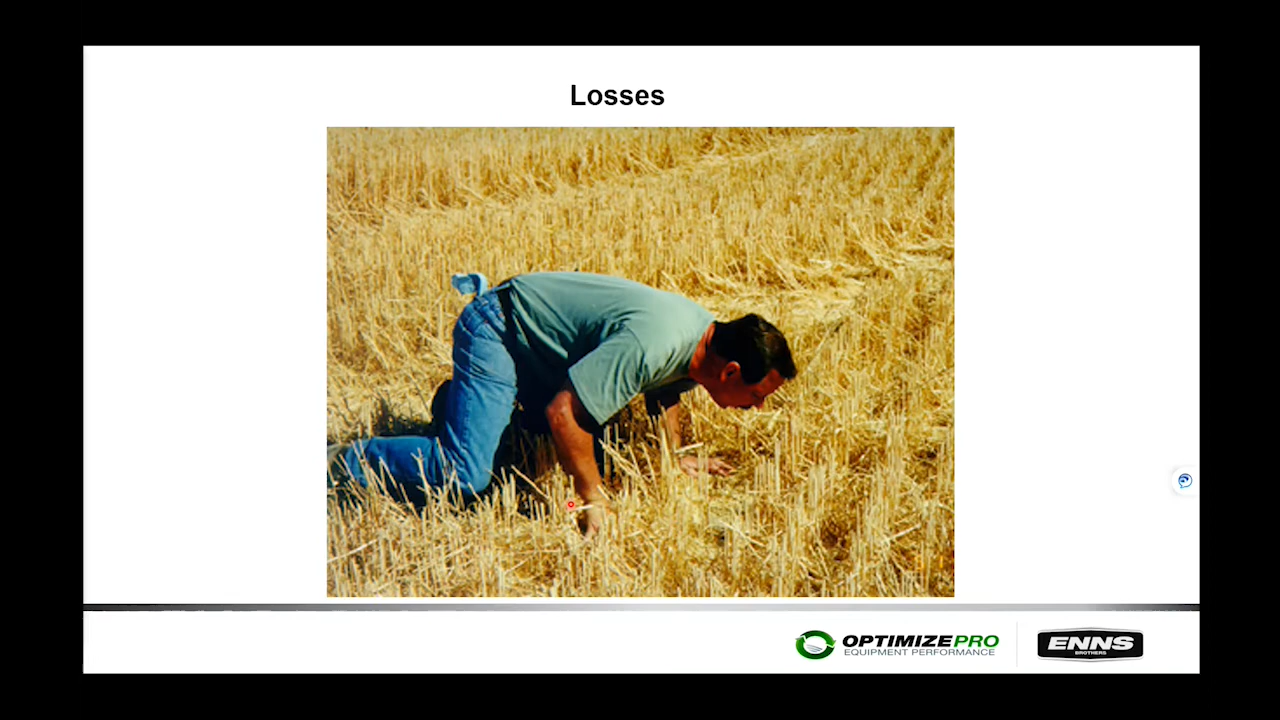 Losses
OPTIMIZEPRO
EQUIPMENT PERFORMANCE
ENNS
BROTHERS